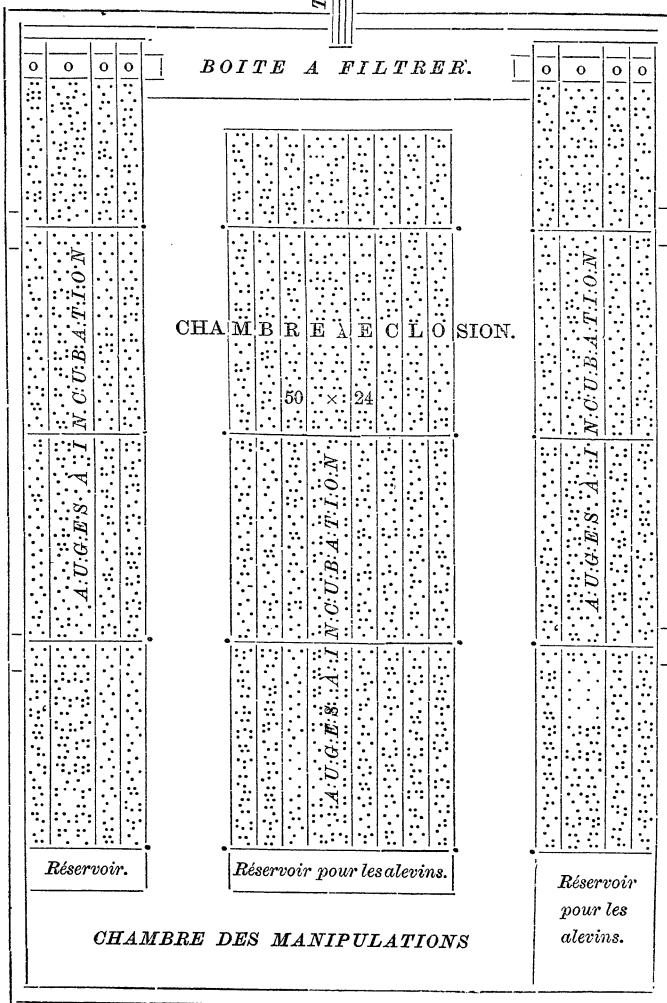 T
BOITE A FILTRER.
o o o o
o o o o
CHAMBRE À ECLOSION.
50 × 24
AUGES À INCUBATION
AUGES À INCUBATION
AUGES À INCUBATION
Réservoir.
Réservoir pour les alevins.
Réservoir
pour les
alevins.
CHAMBRE DES MANIPULATIONS